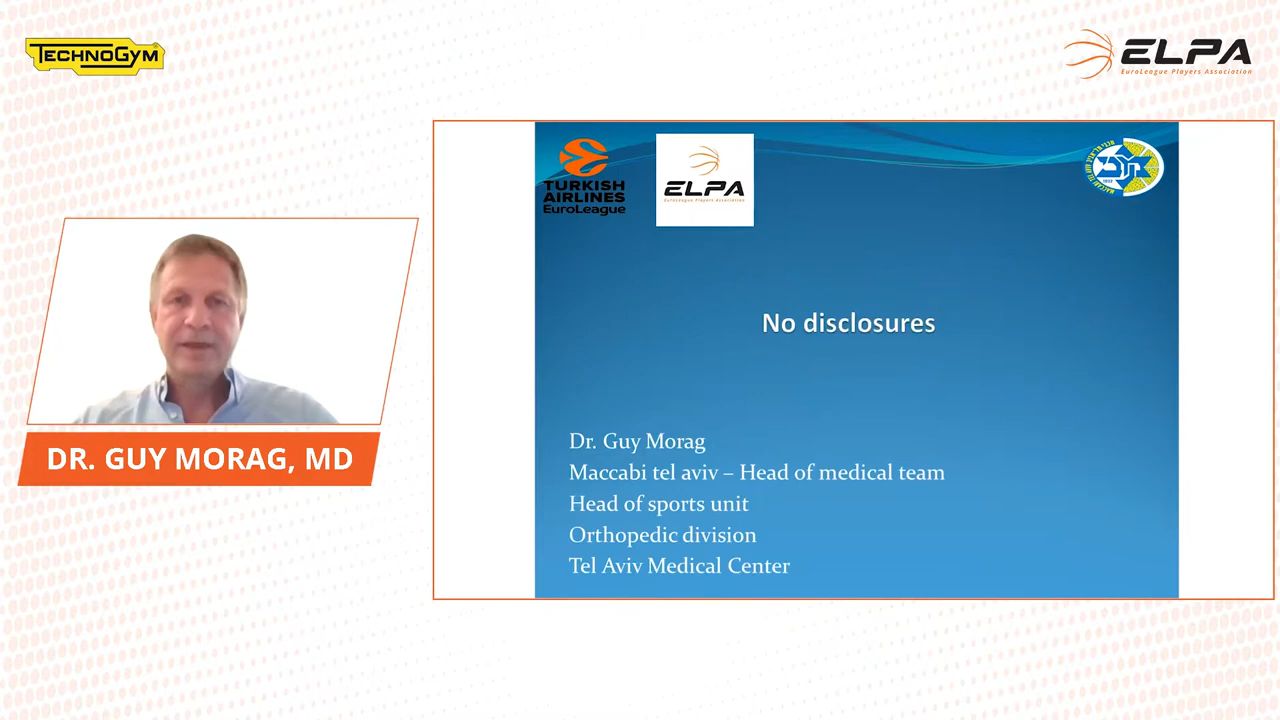 TECHNOGYM
ELPA
EuroLeague Players Association
TURKISH
AIRLINES
EuroLeague
ELPA
EuroLeague Players Association
No disclosures
Dr. Guy Morag
Maccabi tel aviv – Head of medical team
Head of sports unit
Orthopedic division
Tel Aviv Medical Center
DR. GUY MORAG, MD